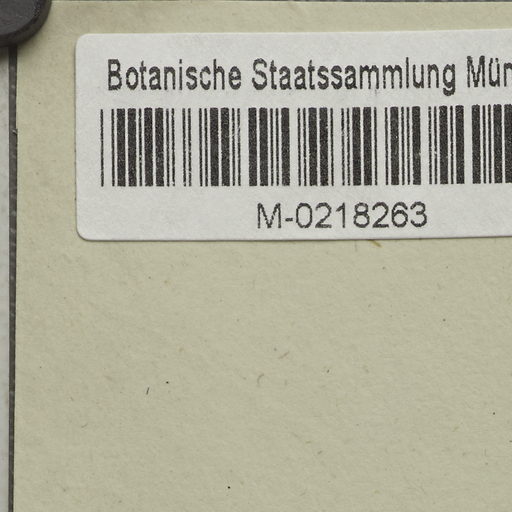 Botanische Staatssammlung Mün
M-0218263